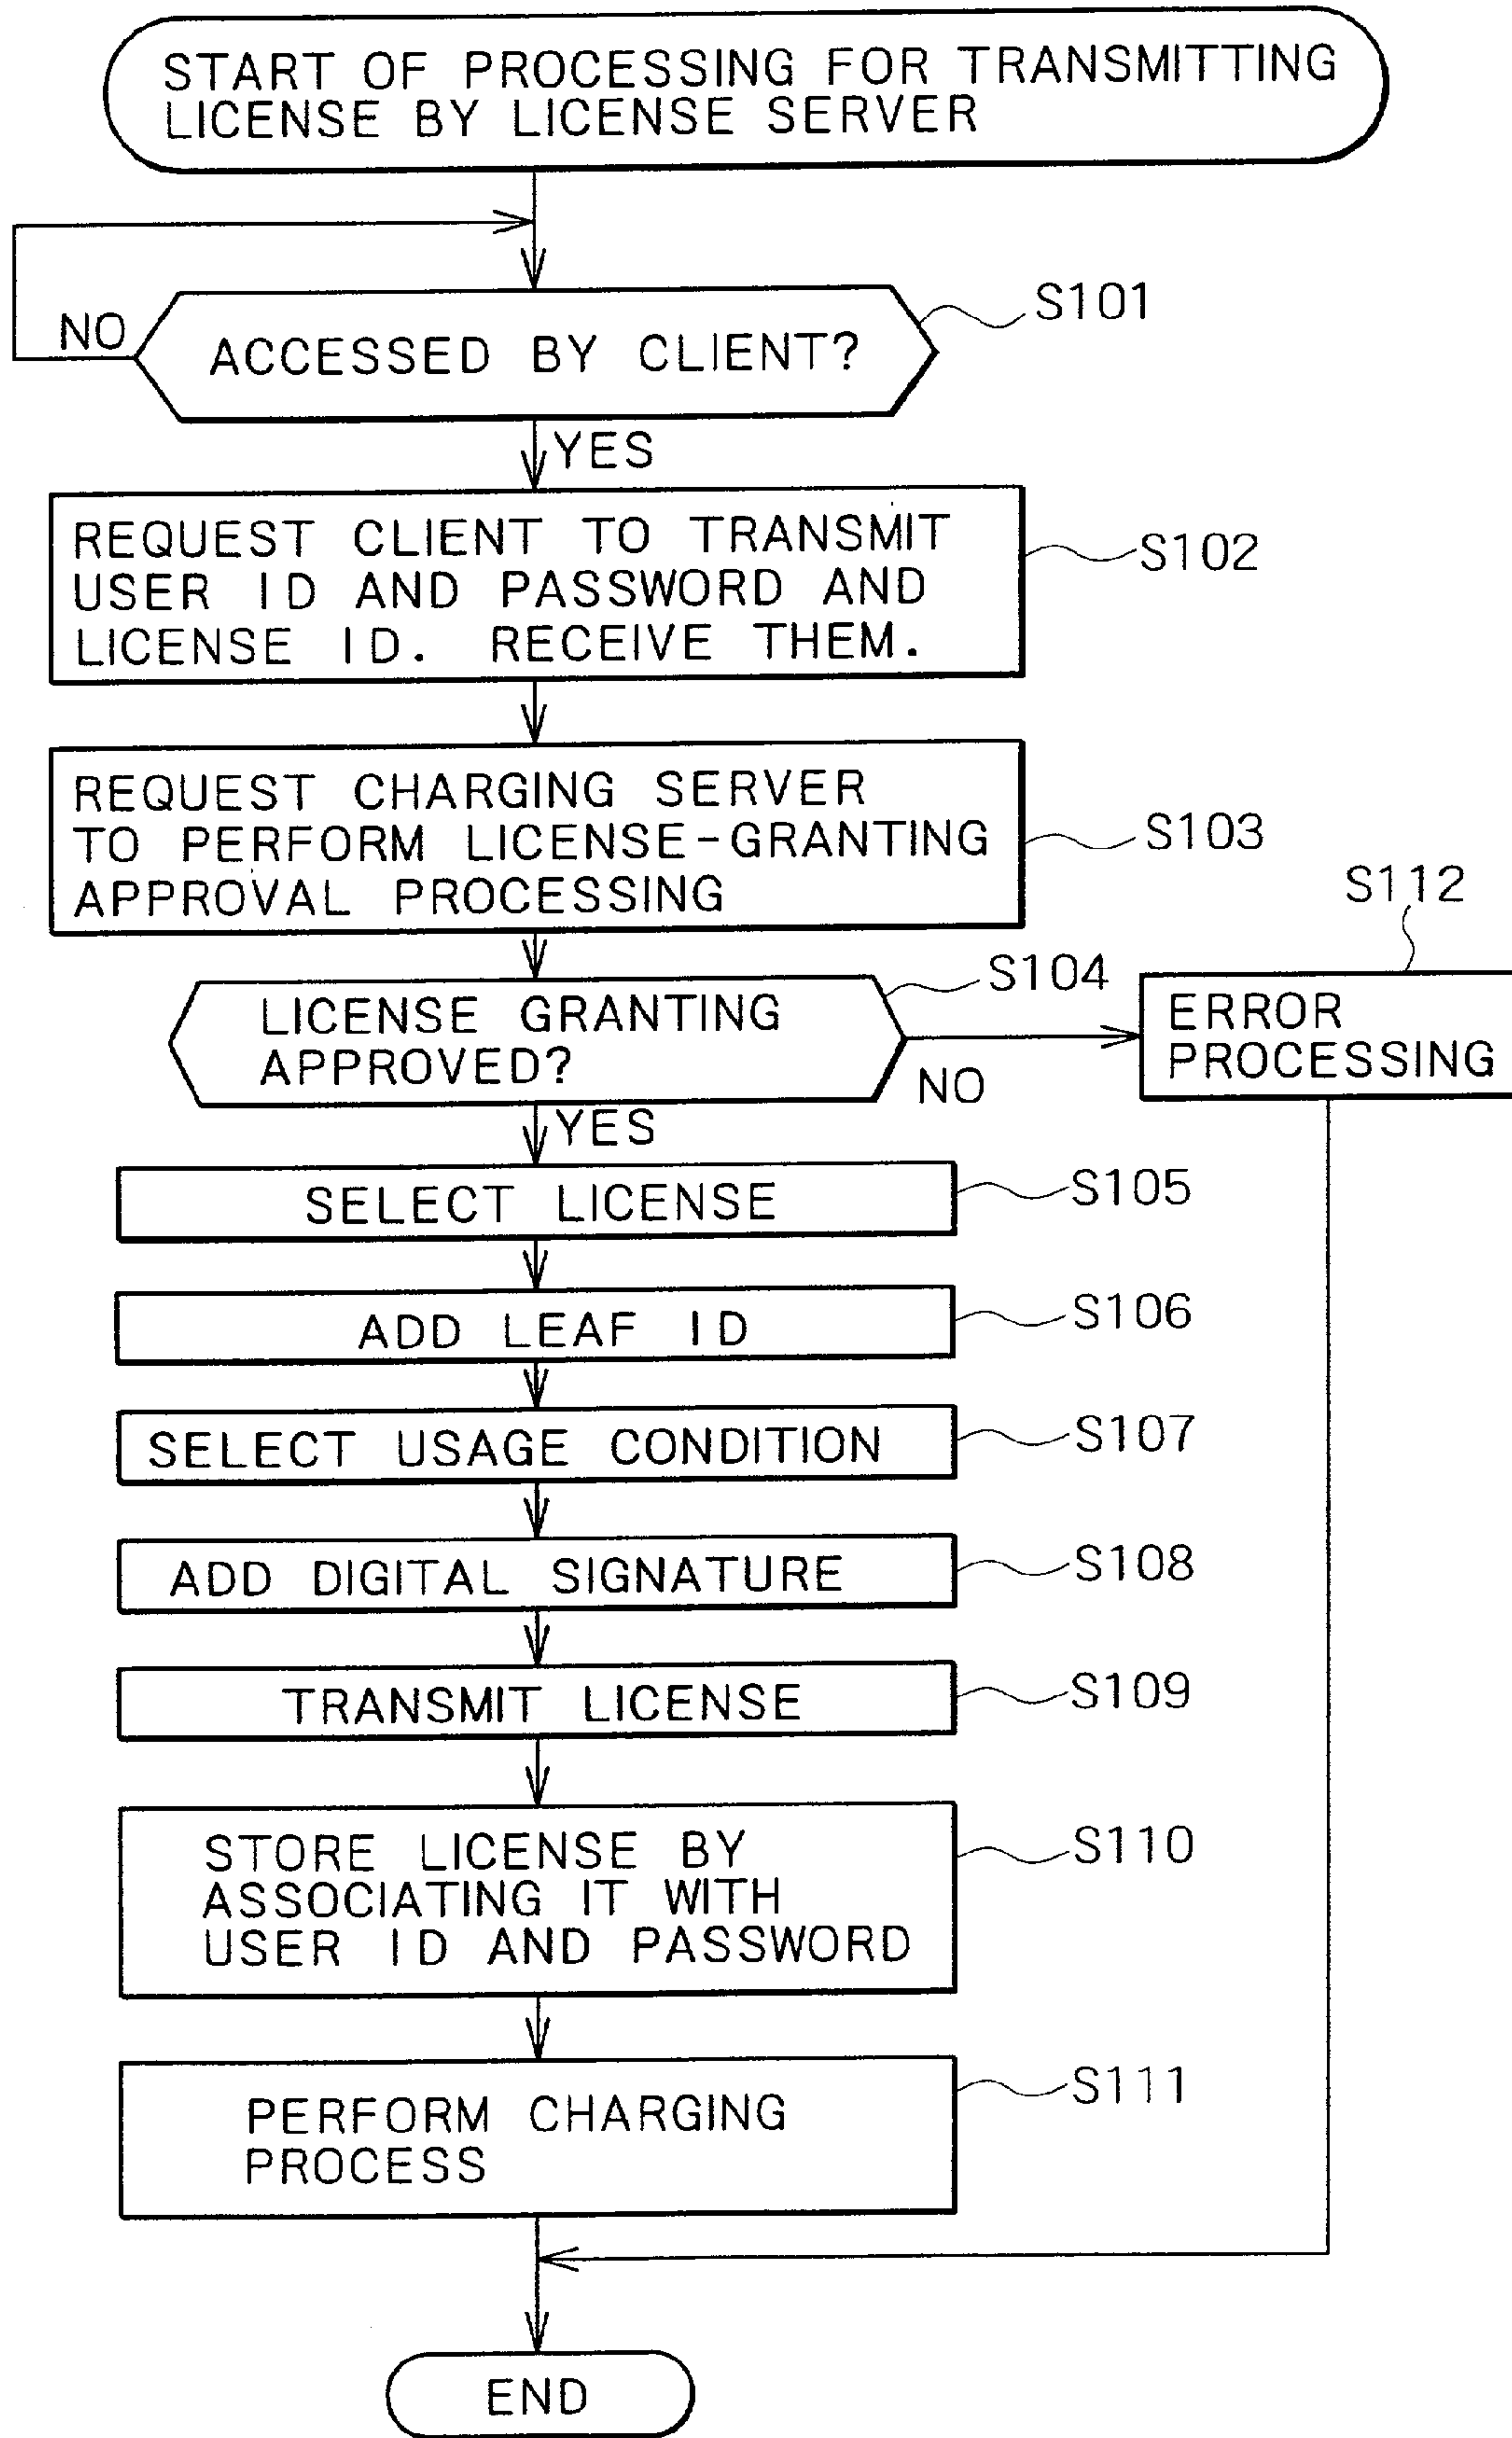 START OF PROCESSING FOR TRANSMITTING
LICENSE BY LICENSE SERVER
NO
ACCESSED BY CLIENT?
S101
YES
REQUEST CLIENT TO TRANSMIT
USER ID AND PASSWORD AND
LICENSE ID. RECEIVE THEM.
S102
REQUEST CHARGING SERVER
TO PERFORM LICENSE-GRANTING
APPROVAL PROCESSING
S103
S112
LICENSE GRANTING
APPROVED?
S104
NO
ERROR
PROCESSING
YES
SELECT LICENSE
S105
ADD LEAF ID
S106
SELECT USAGE CONDITION
S107
ADD DIGITAL SIGNATURE
S108
TRANSMIT LICENSE
S109
STORE LICENSE BY
ASSOCIATING IT WITH
USER ID AND PASSWORD
S110
PERFORM CHARGING
PROCESS
S111
END